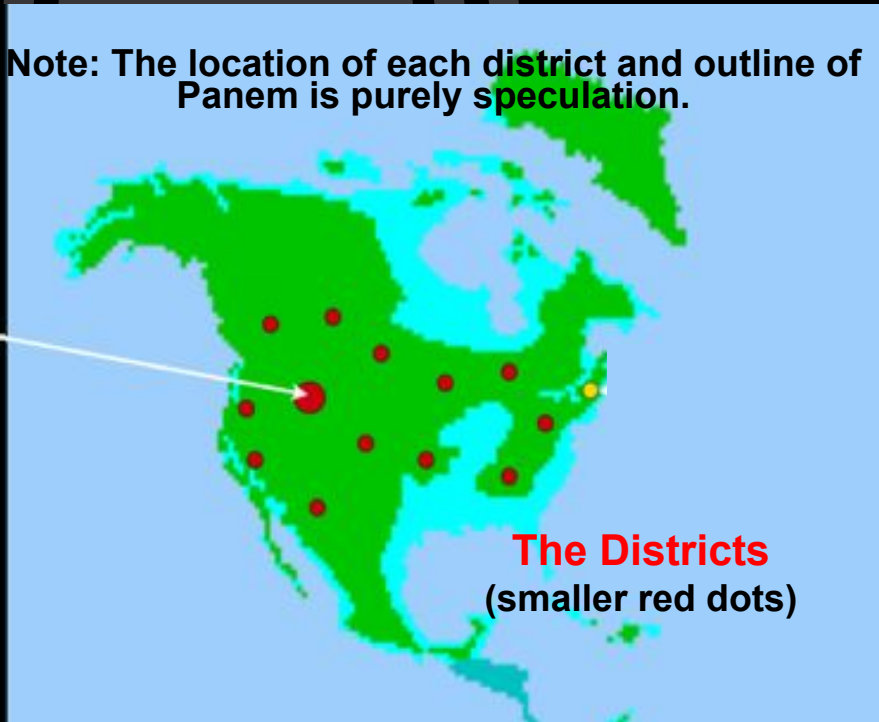 Note: The location of each district and outline of
Panem is purely speculation.
The Districts
(smaller red dots)